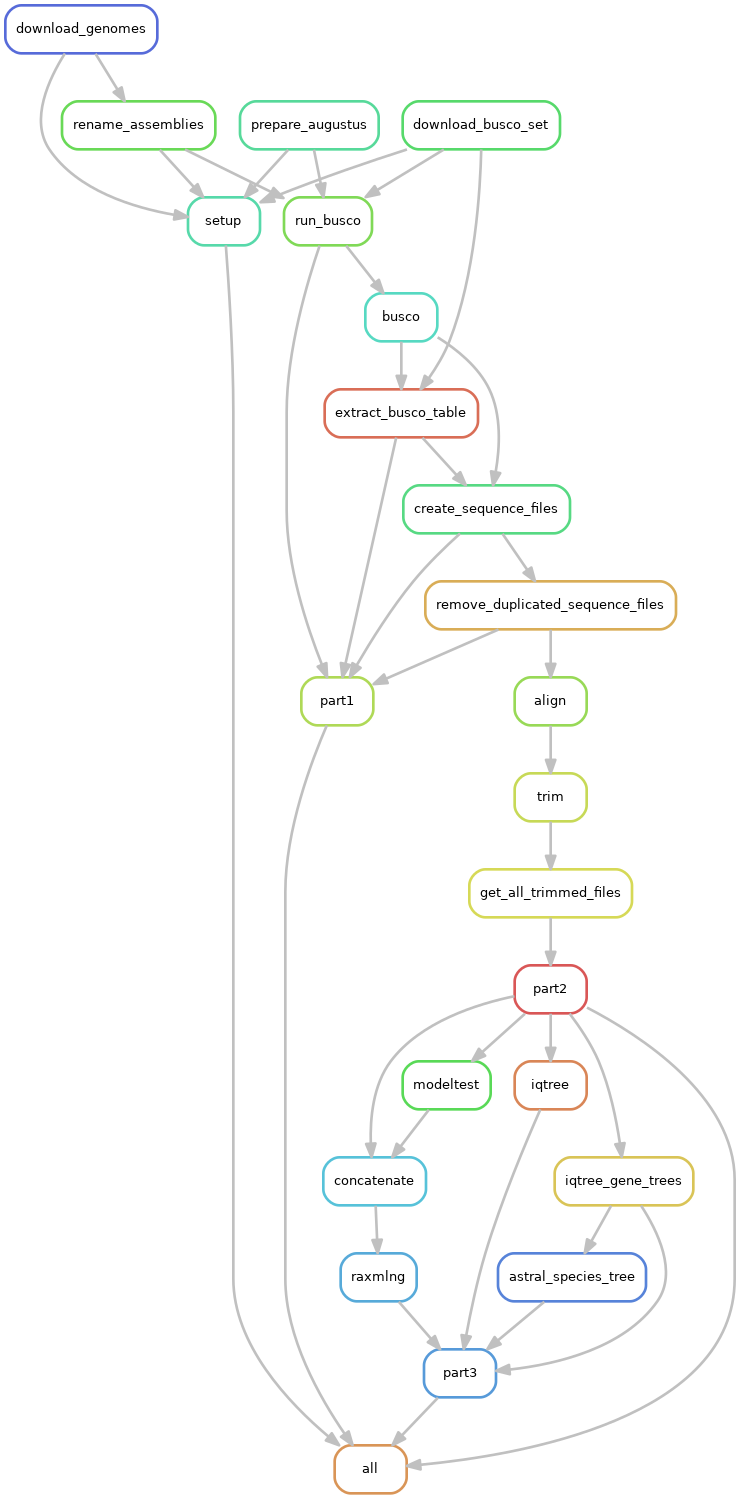 download_genomes
rename_assemblies
prepare_augustus
download_busco_set
setup
run_busco
busco
extract_busco_table
create_sequence_files
remove_duplicated_sequence_files
part1
align
trim
get_all_trimmed_files
part2
modeltest
iqtree
concatenate
iqtree_gene_trees
raxmlng
astral_species_tree
part3
all